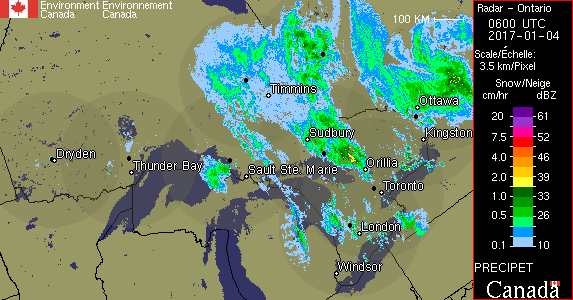 Environment Environnement
Canada Canada
100 KM
Timmins
Ottawa
Sudbury
Kingston
Dryden
Thunder Bay
Sault Ste. Marie
Orillia
Toronto
London
Windsor
Radar - Ontario
0600 UTC
2017-01-04
Scale/Échelle:
3.5 km/Pixel
Snow/Neige
cm/hr dBZ
20 61
7.5 52
4.0 46
2.0 39
1.0 33
0.5 26
0.1 10
PRECIPET
Canada